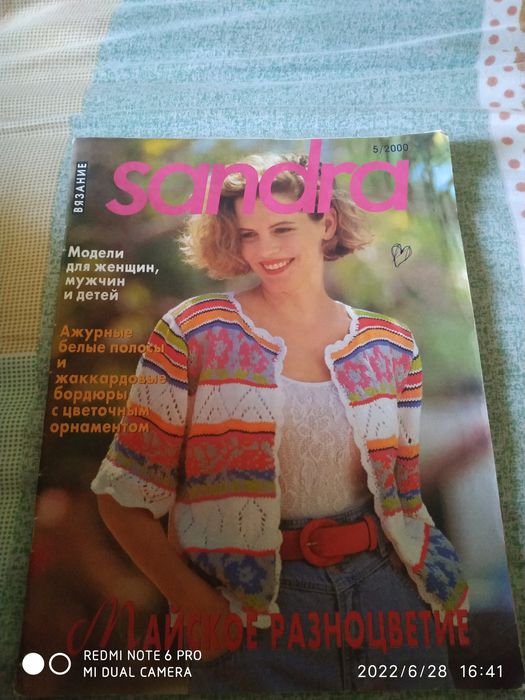 5/2000
ВЯЗАНИЕ
sandra
Модели
для женщин,
мужчин
и детей
Ажурные
белые полосы
и
жаккардовые
бордюры
с цветочным
орнаментом
МАЙСКОЕ РАЗНОЦВЕТИЕ
REDMI NOTE 6 PRO
MI DUAL CAMERA
2022/6/28 16:41